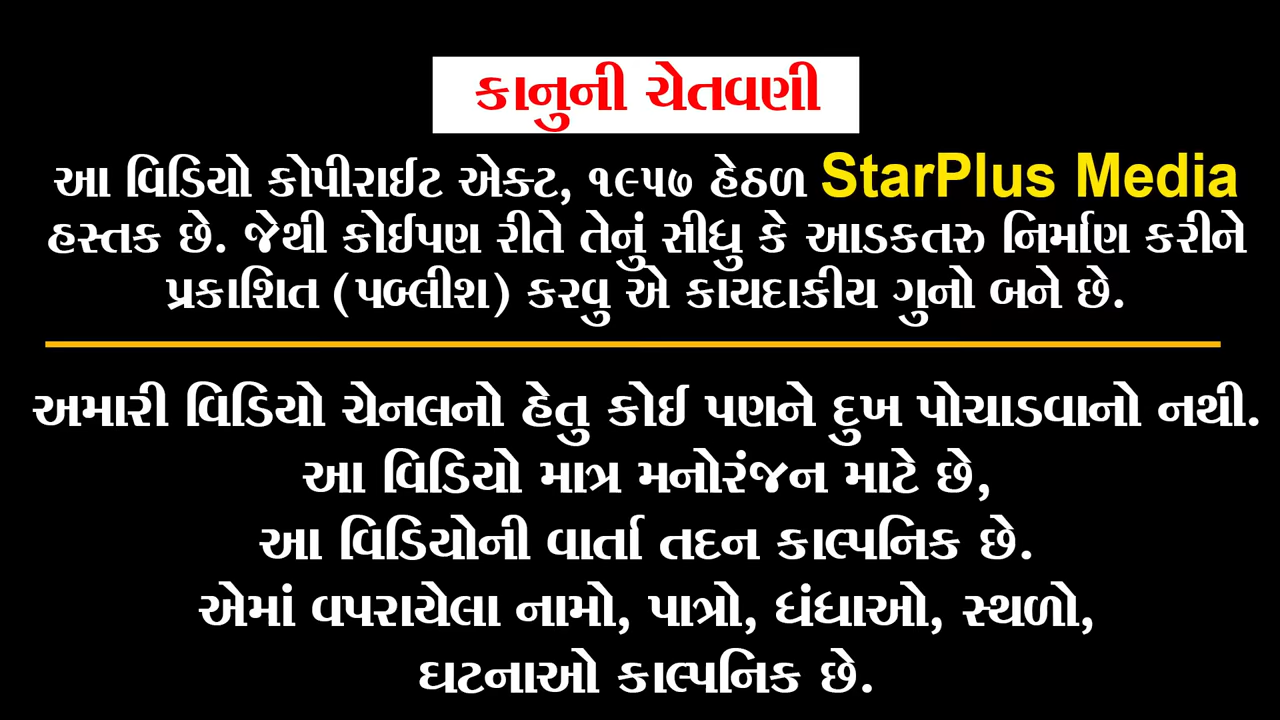 કાનુની ચેતવણી
આ વિડિયો કોપીરાઈટ એક્ટ, ૧૯૫૭ હેઠળ StarPlus Media
હસ્તક છે. જેથી કોઈપણ રીતે તેનું સીધુ કે આડકતરુ નિર્માણ કરીને
પ્રકાશિત (પબ્લીશ) કરવુ એ કાયદાકીય ગુનો બને છે.
અમારી વિડિયો ચેનલનો હેતુ કોઈ પણને દુખ પોચાડવાનો નથી.
આ વિડિયો માત્ર મનોરંજન માટે છે,
આ વિડિયોની વાર્તા તદન કાલ્પનિક છે.
એમાં વપરાયેલા નામો, પાત્રો, ધંધાઓ, સ્થળો,
ઘટનાઓ કાલ્પનિક છે.